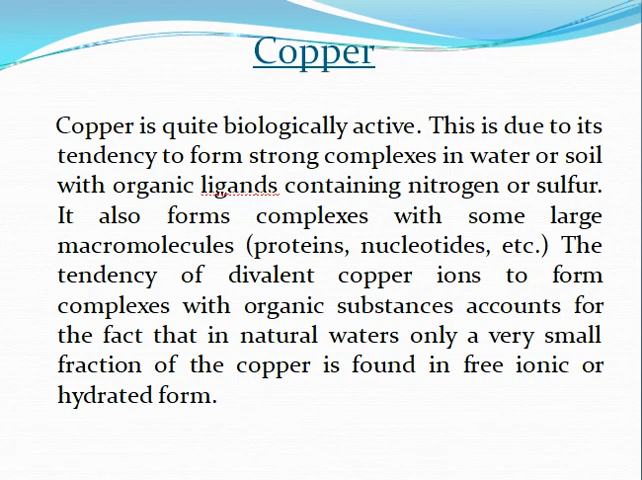 Copper
Copper is quite biologically active. This is due to its
tendency to form strong complexes in water or soil
with organic ligands containing nitrogen or sulfur.
It also forms complexes with some large
macromolecules (proteins, nucleotides, etc.) The
tendency of divalent copper ions to form
complexes with organic substances accounts for
the fact that in natural waters only a very small
fraction of the copper is found in free ionic or
hydrated form.